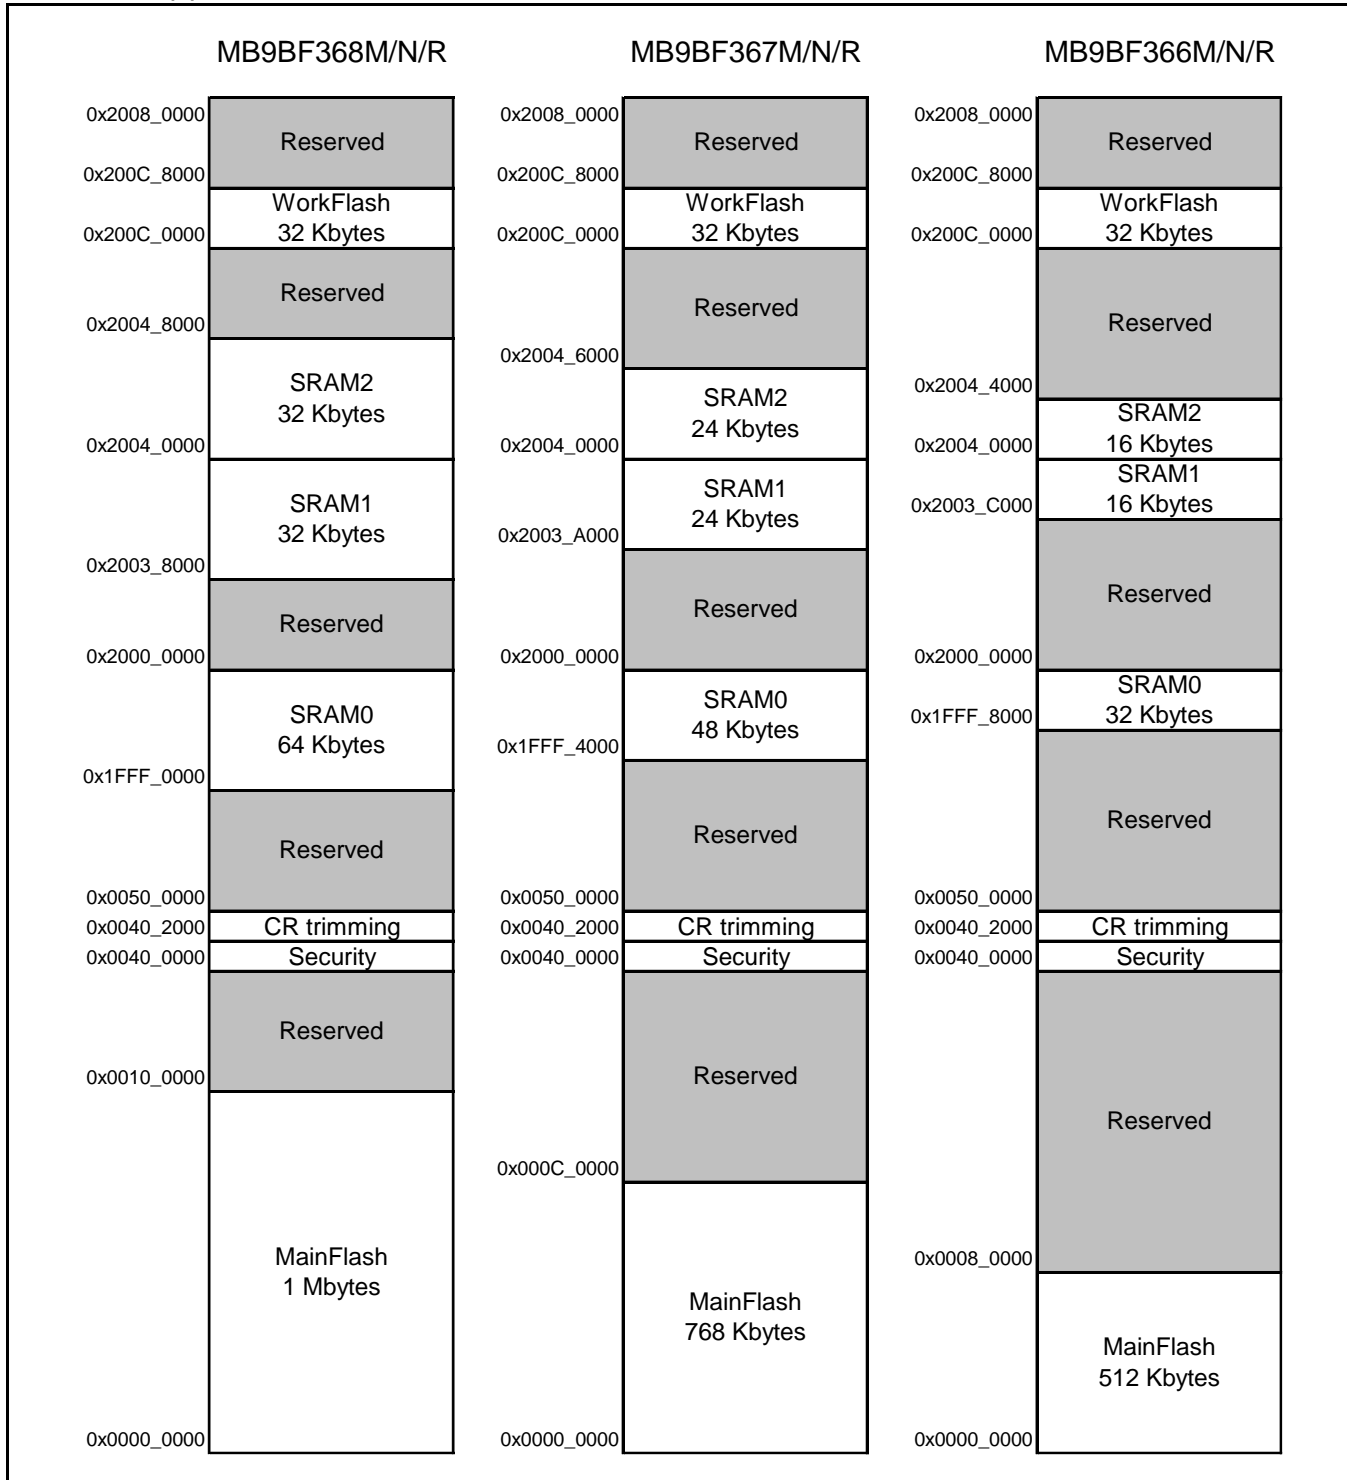 MB9BF368M/N/R
0x2008_0000
Reserved
0x200C_8000
WorkFlash
32 Kbytes
0x200C_0000
Reserved
0x2004_8000
SRAM2
32 Kbytes
0x2004_0000
SRAM1
32 Kbytes
0x2003_8000
Reserved
0x2000_0000
SRAM0
64 Kbytes
0x1FFF_0000
Reserved
0x0050_0000
CR trimming
0x0040_2000
Security
0x0040_0000
Reserved
0x0010_0000
MainFlash
1 Mbytes
0x0000_0000
MB9BF367M/N/R
0x2008_0000
Reserved
0x200C_8000
WorkFlash
32 Kbytes
0x200C_0000
Reserved
0x2004_6000
SRAM2
24 Kbytes
0x2004_0000
SRAM1
24 Kbytes
0x2003_A000
Reserved
0x2000_0000
SRAM0
48 Kbytes
0x1FFF_4000
Reserved
0x0050_0000
CR trimming
0x0040_2000
Security
0x0040_0000
Reserved
0x000C_0000
MainFlash
768 Kbytes
0x0000_0000
MB9BF366M/N/R
0x2008_0000
Reserved
0x200C_8000
WorkFlash
32 Kbytes
0x200C_0000
Reserved
0x2004_4000
SRAM2
16 Kbytes
0x2004_0000
SRAM1
16 Kbytes
0x2003_C000
Reserved
0x2000_0000
SRAM0
32 Kbytes
0x1FFF_8000
Reserved
0x0050_0000
CR trimming
0x0040_2000
Security
0x0040_0000
Reserved
0x0008_0000
MainFlash
512 Kbytes
0x0000_0000